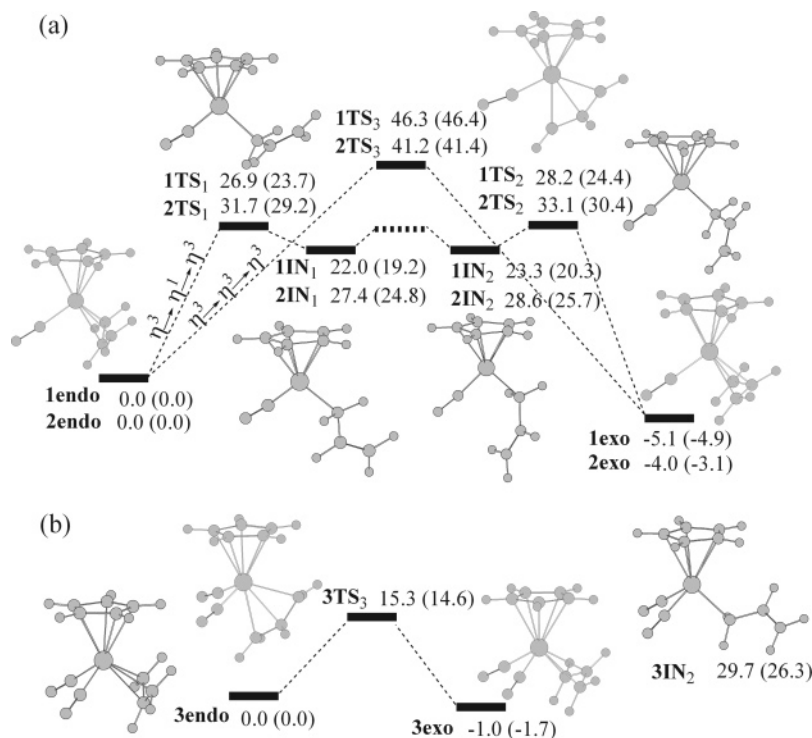 (a)
1TS₃ 46.3 (46.4)
2TS₃ 41.2 (41.4)
1TS₁ 26.9 (23.7)
2TS₁ 31.7 (29.2)
1TS₂ 28.2 (24.4)
2TS₂ 33.1 (30.4)
η³→η¹→η³
η³→η³→η³
1IN₁ 22.0 (19.2)
2IN₁ 27.4 (24.8)
1IN₂ 23.3 (20.3)
2IN₂ 28.6 (25.7)
1endo 0.0 (0.0)
2endo 0.0 (0.0)
1exo -5.1 (-4.9)
2exo -4.0 (-3.1)
(b)
3TS₃ 15.3 (14.6)
3endo 0.0 (0.0)
3exo -1.0 (-1.7)
3IN₂ 29.7 (26.3)